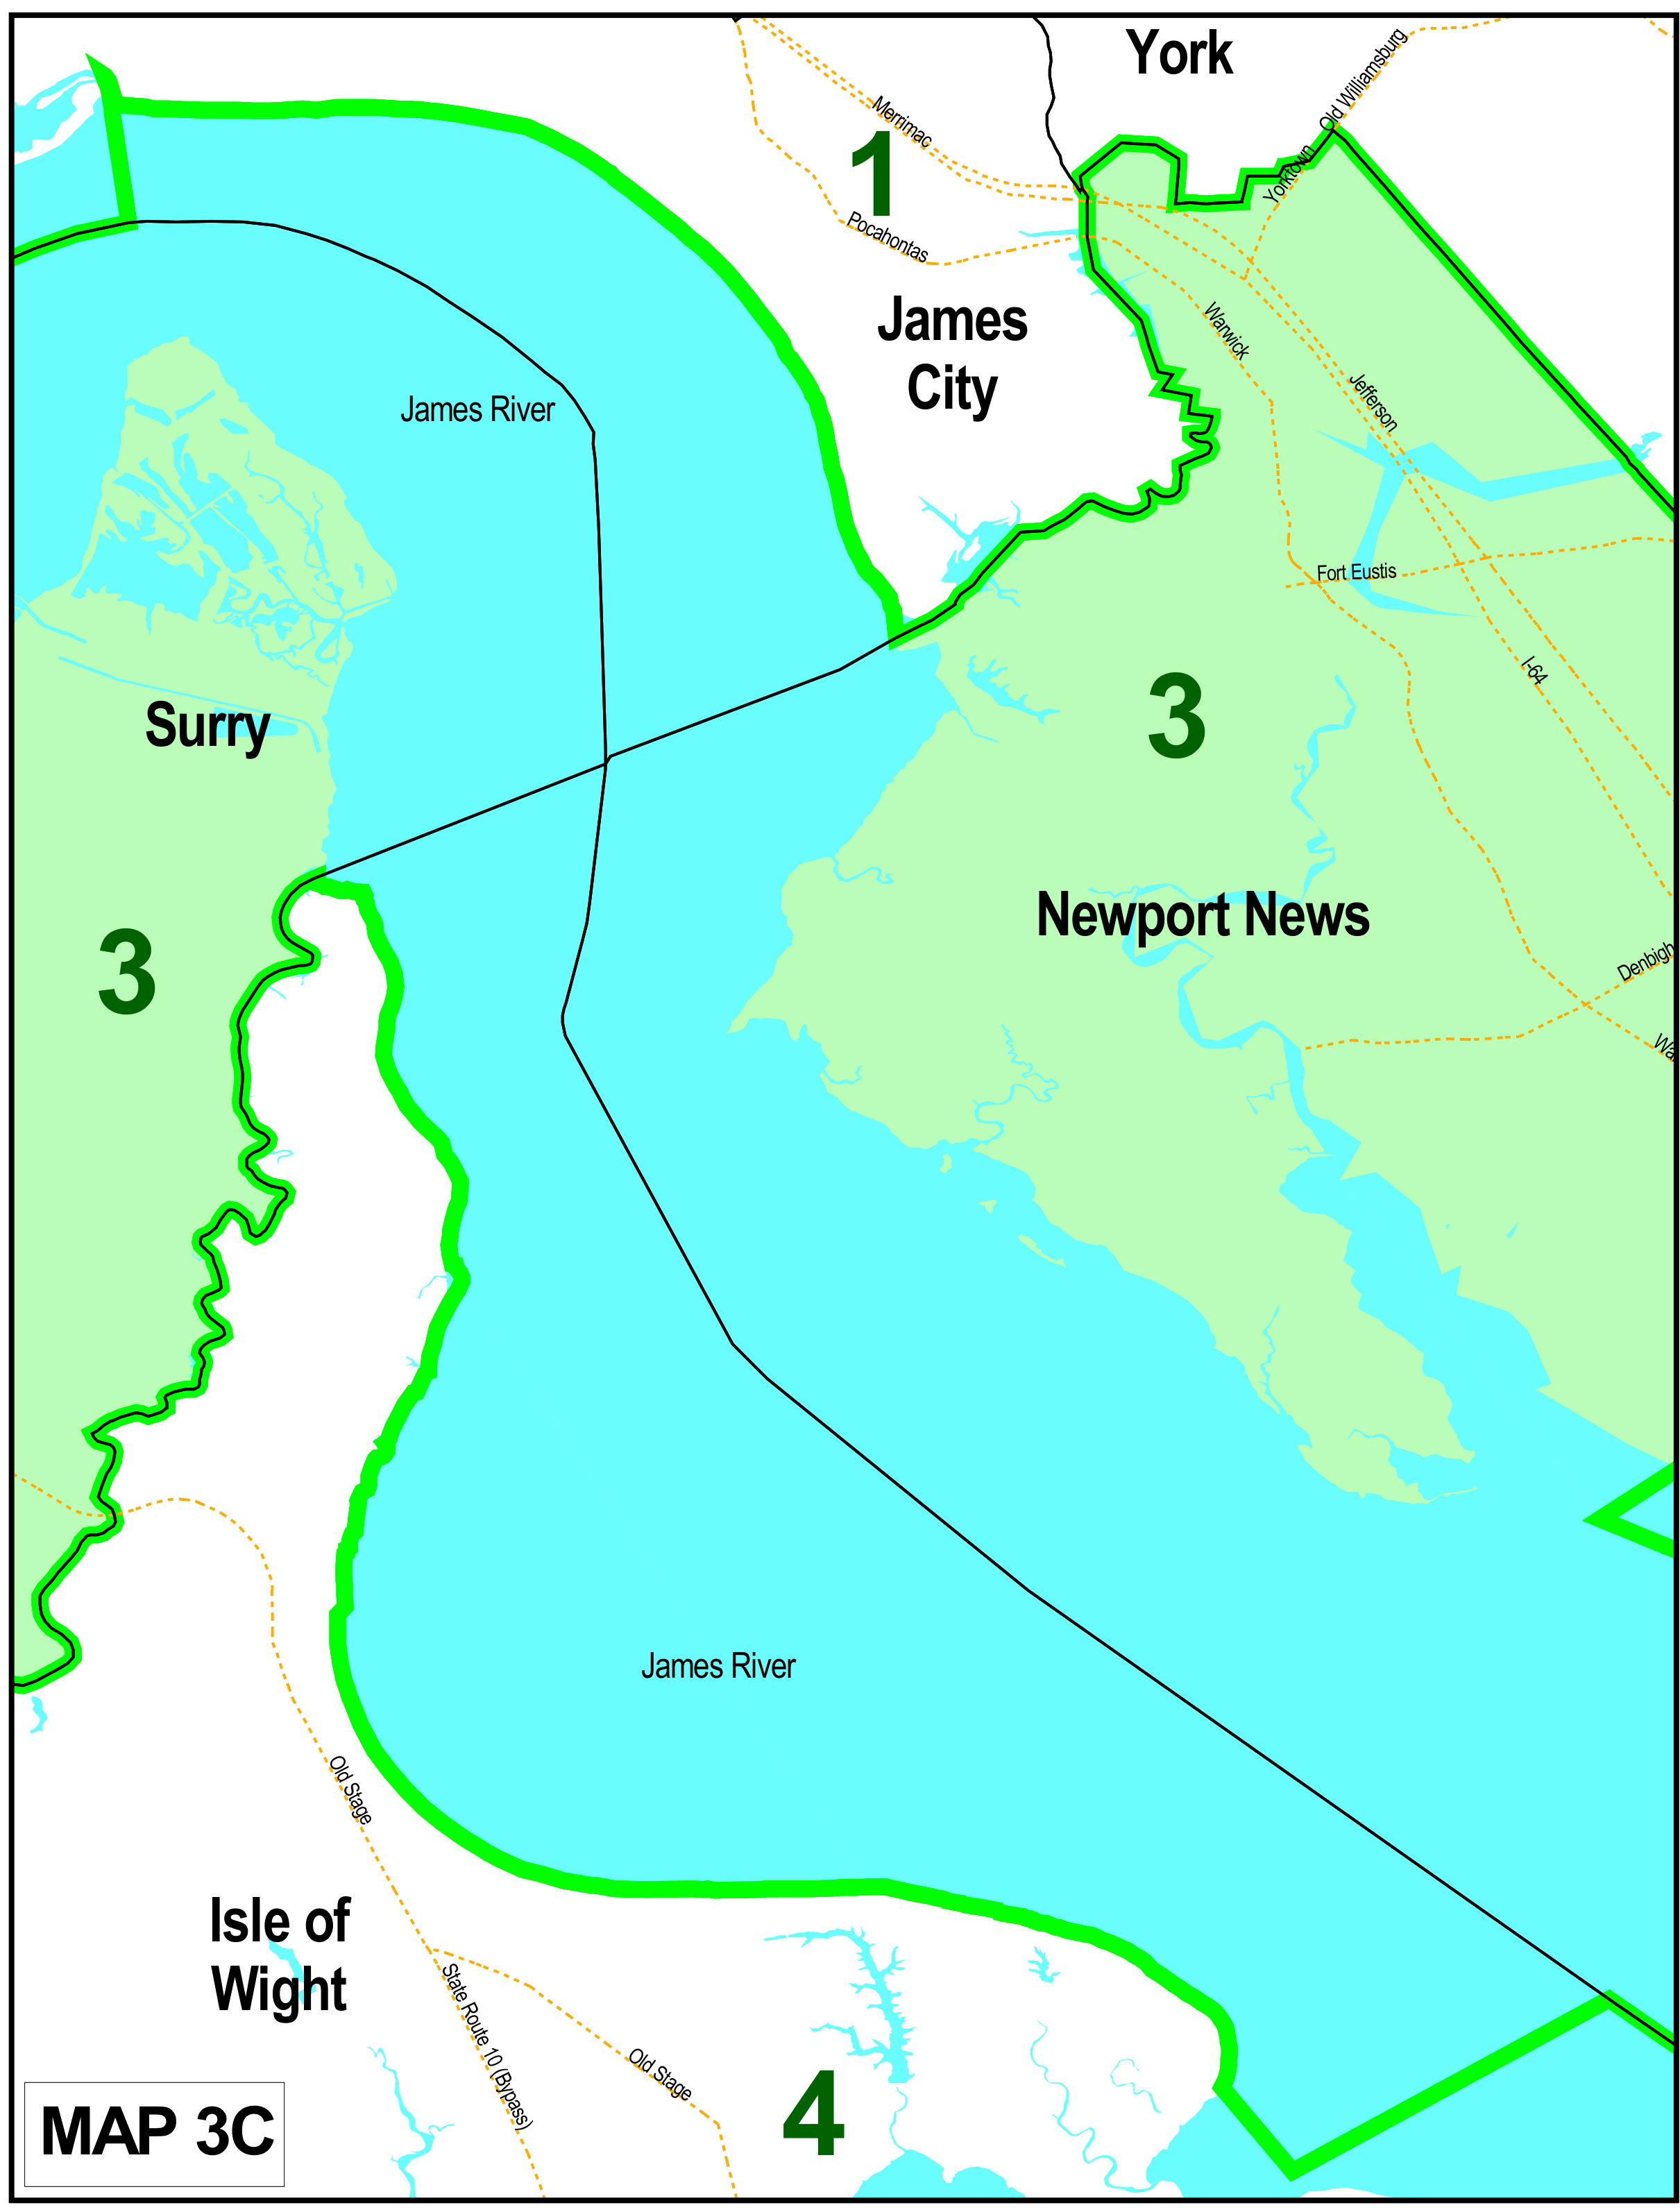 York
Old Williamsburg
Merrimac
1
Yorktown
Pocahontas
James
City
Warwick
James River
Jefferson
Fort Eustis
I-64
3
Surry
Newport News
3
Denbigh
Wa
James River
Old Stage
Isle of
Wight
State Route 10 (Bypass)
Old Stage
4
MAP 3C